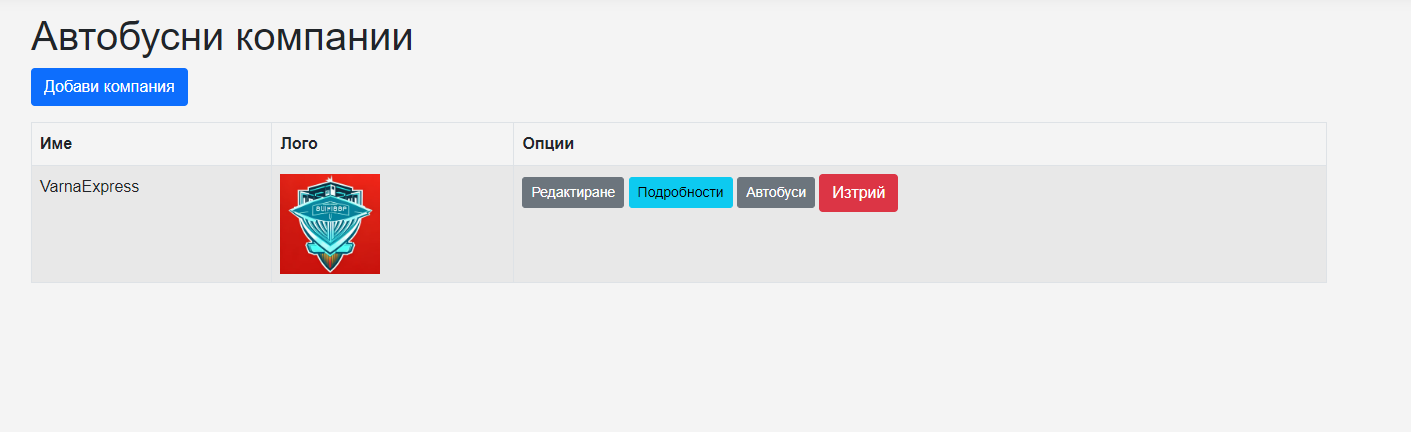 Автобусни компании
Добави компания
Име Лого Опции
VarnaExpress Редактиране Подробности Автобуси Изтрий